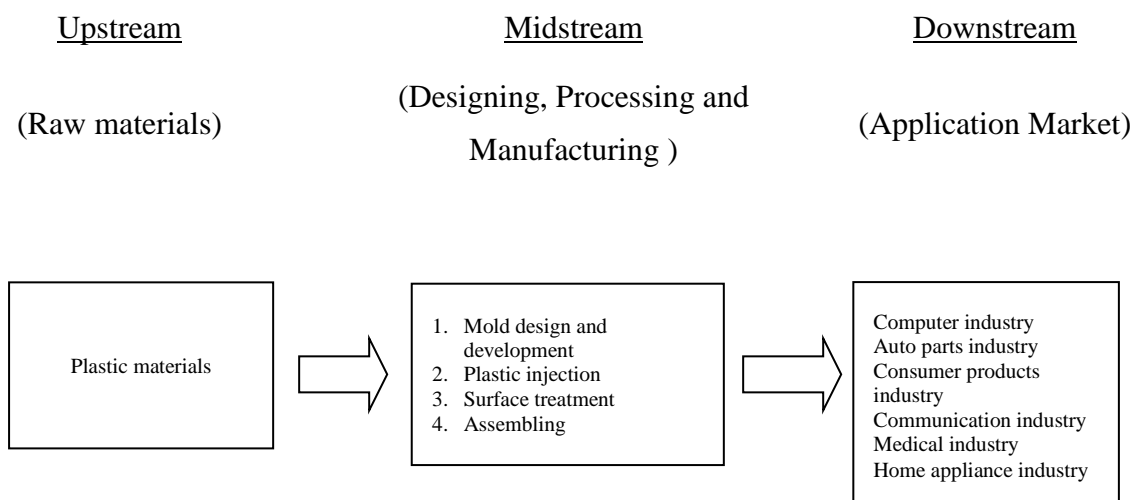 Upstream
Midstream
Downstream
(Raw materials)
(Designing, Processing and
Manufacturing )
(Application Market)
Plastic materials
1. Mold design and
development
2. Plastic injection
3. Surface treatment
4. Assembling
Computer industry
Auto parts industry
Consumer products
industry
Communication industry
Medical industry
Home appliance industry